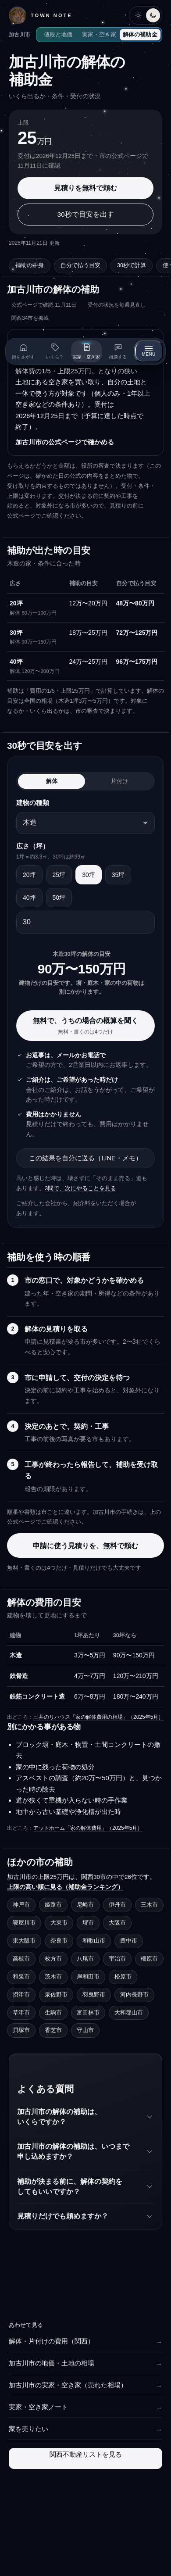 TOWN NOTE
加古川市
値段と地価
実家・空き家
解体の補助金
加古川市の解体の
補助金
いくら出るか・条件・受付の状況
上限
25万円
受付は2026年12月25日まで・市の公式ページで
11月11日に確認
見積りを無料で頼む
30秒で目安を出す
2026年11月21日 更新
補助の中身
自分で払う目安
30秒で計算
加古川市の解体の補助
公式ページで確認 11月11日
受付の状況を毎週見直し
関西34市を掲載
街をさがす
いくら？
実家・空き家
相談する
MENU
解体費の1/5・上限25万円。となりの狭い
土地にある空き家と買い取り、自分の土地と
一体で使う方が対象です（個人のみ・1年以上
空き家などの条件あり）。受付は
2026年12月25日まで（予算に達した時点で
終了）。
加古川市の公式ページで確かめる
もらえるかどうかと金額は、役所の審査で決まります（この
ページは、確かめた日の公式の内容をまとめた物で、
受け取りを約束するものではありません）。受付・条件・
上限は変わります。交付が決まる前に契約や工事を
始めると、対象外になる所が多いので、見積りの前に
公式ページでご確認ください。
補助が出た時の目安
木造の家・条件に合った時
広さ
補助の目安
自分で払う目安
20坪
解体 60万〜100万円
12万〜20万円
48万〜80万円
30坪
解体 90万〜150万円
18万〜25万円
72万〜125万円
40坪
解体 120万〜200万円
24万〜25万円
96万〜175万円
補助は「費用の1/5・上限25万円」で計算しています。解体の
目安は全国の相場（木造1坪3万〜5万円）です。対象に
なるか・いくら出るかは、市の審査で決まります。
30秒で目安を出す
解体
片付け
建物の種類
木造
広さ（坪）
1坪＝約3.3㎡、30坪は約99㎡
20坪
25坪
30坪
35坪
40坪
50坪
30
木造30坪の解体の目安
90万〜150万円
建物だけの目安です。塀・庭木・家の中の荷物は
別にかかります。
無料で、うちの場合の概算を聞く
無料・書くのは4つだけ
お返事は、メールかお電話で
ご希望の方で、2営業日以内にお返事します。
ご紹介は、ご希望があった時だけ
会社のご紹介は、お話をうかがって、ご希望が
あった時だけです。
費用はかかりません
見積りだけで終わっても、費用はかかりませ
ん。
この結果を自分に送る（LINE・メモ）
高いと感じた時は、壊さずに「そのまま売る」道も
あります。3問で、次にやることを見る
ご紹介した会社から、紹介料をいただく場合が
あります。
補助を使う時の順番
1
市の窓口で、対象かどうかを確かめる
建った年・空き家の期間・所得などの条件があり
ます。
2
解体の見積りを取る
申請に見積書が要る市が多いです。2〜3社でくら
べると安心です。
3
市に申請して、交付の決定を待つ
決定の前に契約や工事を始めると、対象外になり
ます。
4
決定のあとで、契約・工事
工事の前後の写真が要る市もあります。
5
工事が終わったら報告して、補助を受け取
る
報告の期限があります。
順番や書類は市ごとに違います。加古川市の手続きは、上の
公式ページでご確認ください。
申請に使う見積りを、無料で頼む
無料・書くのは4つだけ・見積りだけでも大丈夫です
解体の費用の目安
建物を壊して更地にするまで
建物
1坪あたり
30坪なら
木造
3万〜5万円
90万〜150万円
鉄骨造
4万〜7万円
120万〜210万円
鉄筋コンクリート造
6万〜8万円
180万〜240万円
出どころ：三井のリハウス「家の解体費用の相場」（2025年5月）
別にかかる事がある物
ブロック塀・庭木・物置・土間コンクリートの撤
去
家の中に残った荷物の処分
アスベストの調査（約20万〜50万円）と、見つかっ
た時の除去
道が狭くて重機が入らない時の手作業
地中から古い基礎や浄化槽が出た時
出どころ：アットホーム「家の解体費用」（2025年5月）
ほかの市の補助
加古川市の上限25万円は、関西30市の中で26位です。
上限の高い順に見る（補助金ランキング）
神戸市
姫路市
尼崎市
伊丹市
三木市
寝屋川市
大東市
堺市
大阪市
東大阪市
奈良市
和歌山市
豊中市
高槻市
枚方市
八尾市
宇治市
橿原市
和泉市
茨木市
岸和田市
松原市
摂津市
泉佐野市
羽曳野市
河内長野市
草津市
生駒市
富田林市
大和郡山市
貝塚市
香芝市
守山市
よくある質問
加古川市の解体の補助は、
いくらですか？
加古川市の解体の補助は、いつまで
申し込めますか？
補助が決まる前に、解体の契約を
してもいいですか？
見積りだけでも頼めますか？
あわせて見る
解体・片付けの費用（関西）
→
加古川市の地価・土地の相場
→
加古川市の実家・空き家（売れた相場）
→
実家・空き家ノート
→
家を売りたい
→
関西不動産リストを見る